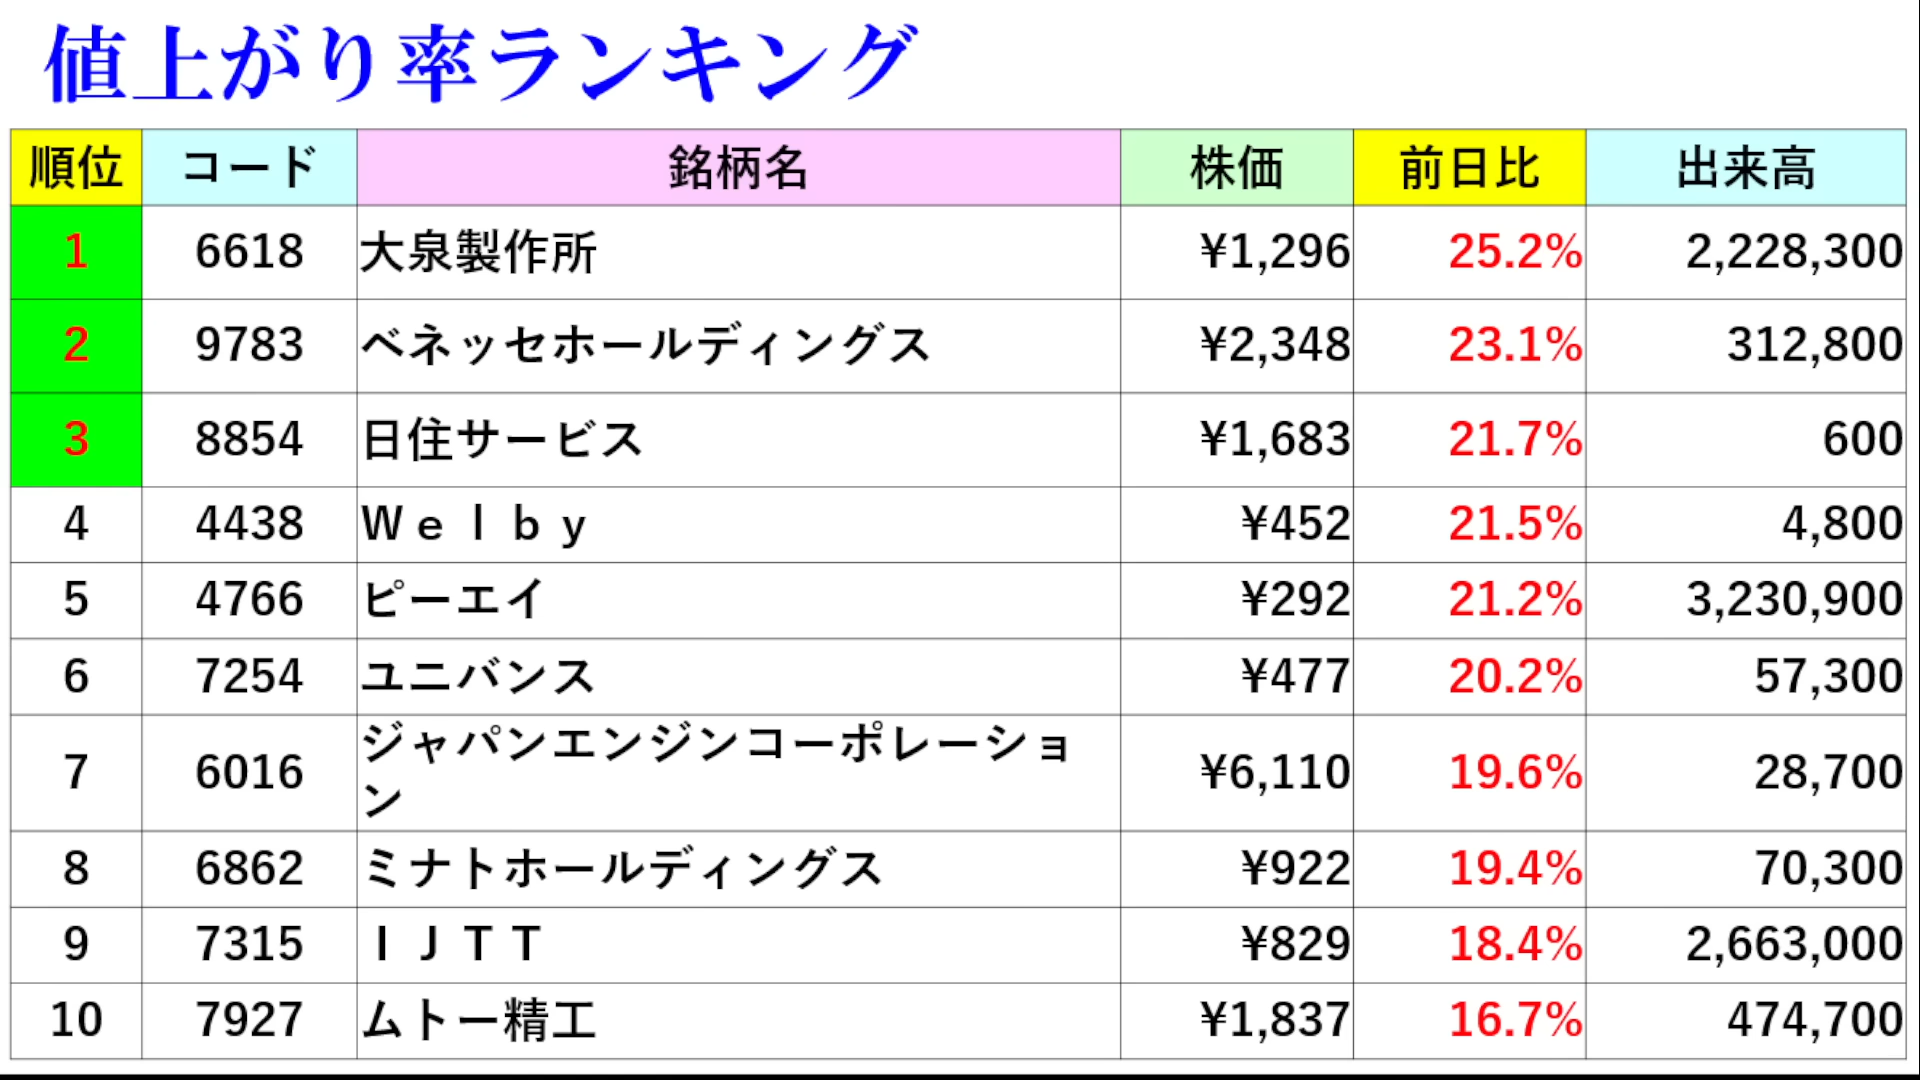 値上がり率ランキング
順位 コード 銘柄名 株価 前日比 出来高
1 6618 大泉製作所 ¥1,296 25.2% 2,228,300
2 9783 ベネッセホールディングス ¥2,348 23.1% 312,800
3 8854 日住サービス ¥1,683 21.7% 600
4 4438 Ｗｅｌｂｙ ¥452 21.5% 4,800
5 4766 ピーエイ ¥292 21.2% 3,230,900
6 7254 ユニバンス ¥477 20.2% 57,300
7 6016 ジャパンエンジンコーポレーショ
ン ¥6,110 19.6% 28,700
8 6862 ミナトホールディングス ¥922 19.4% 70,300
9 7315 ＩＪＴＴ ¥829 18.4% 2,663,000
10 7927 ムトー精工 ¥1,837 16.7% 474,700